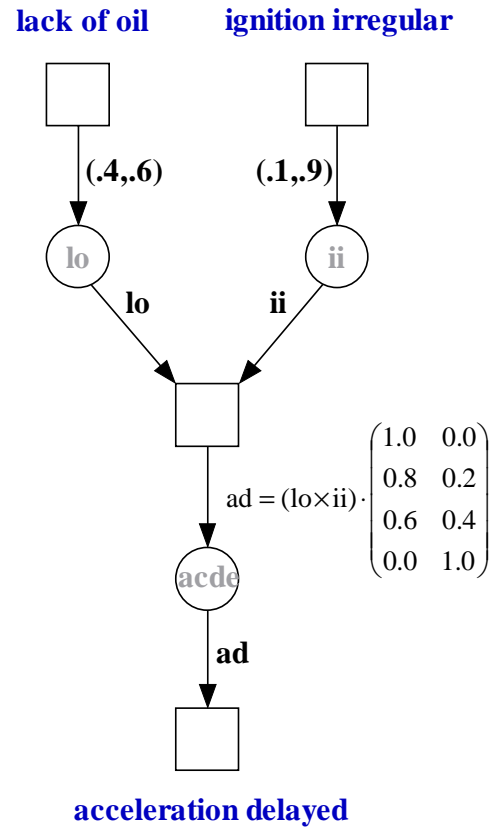 lack of oil
ignition irregular
(.4,.6)
(.1,.9)
lo
ii
lo
ii
ad = (lo×ii) ·
1.0 0.0
0.8 0.2
0.6 0.4
0.0 1.0
acde
ad
acceleration delayed